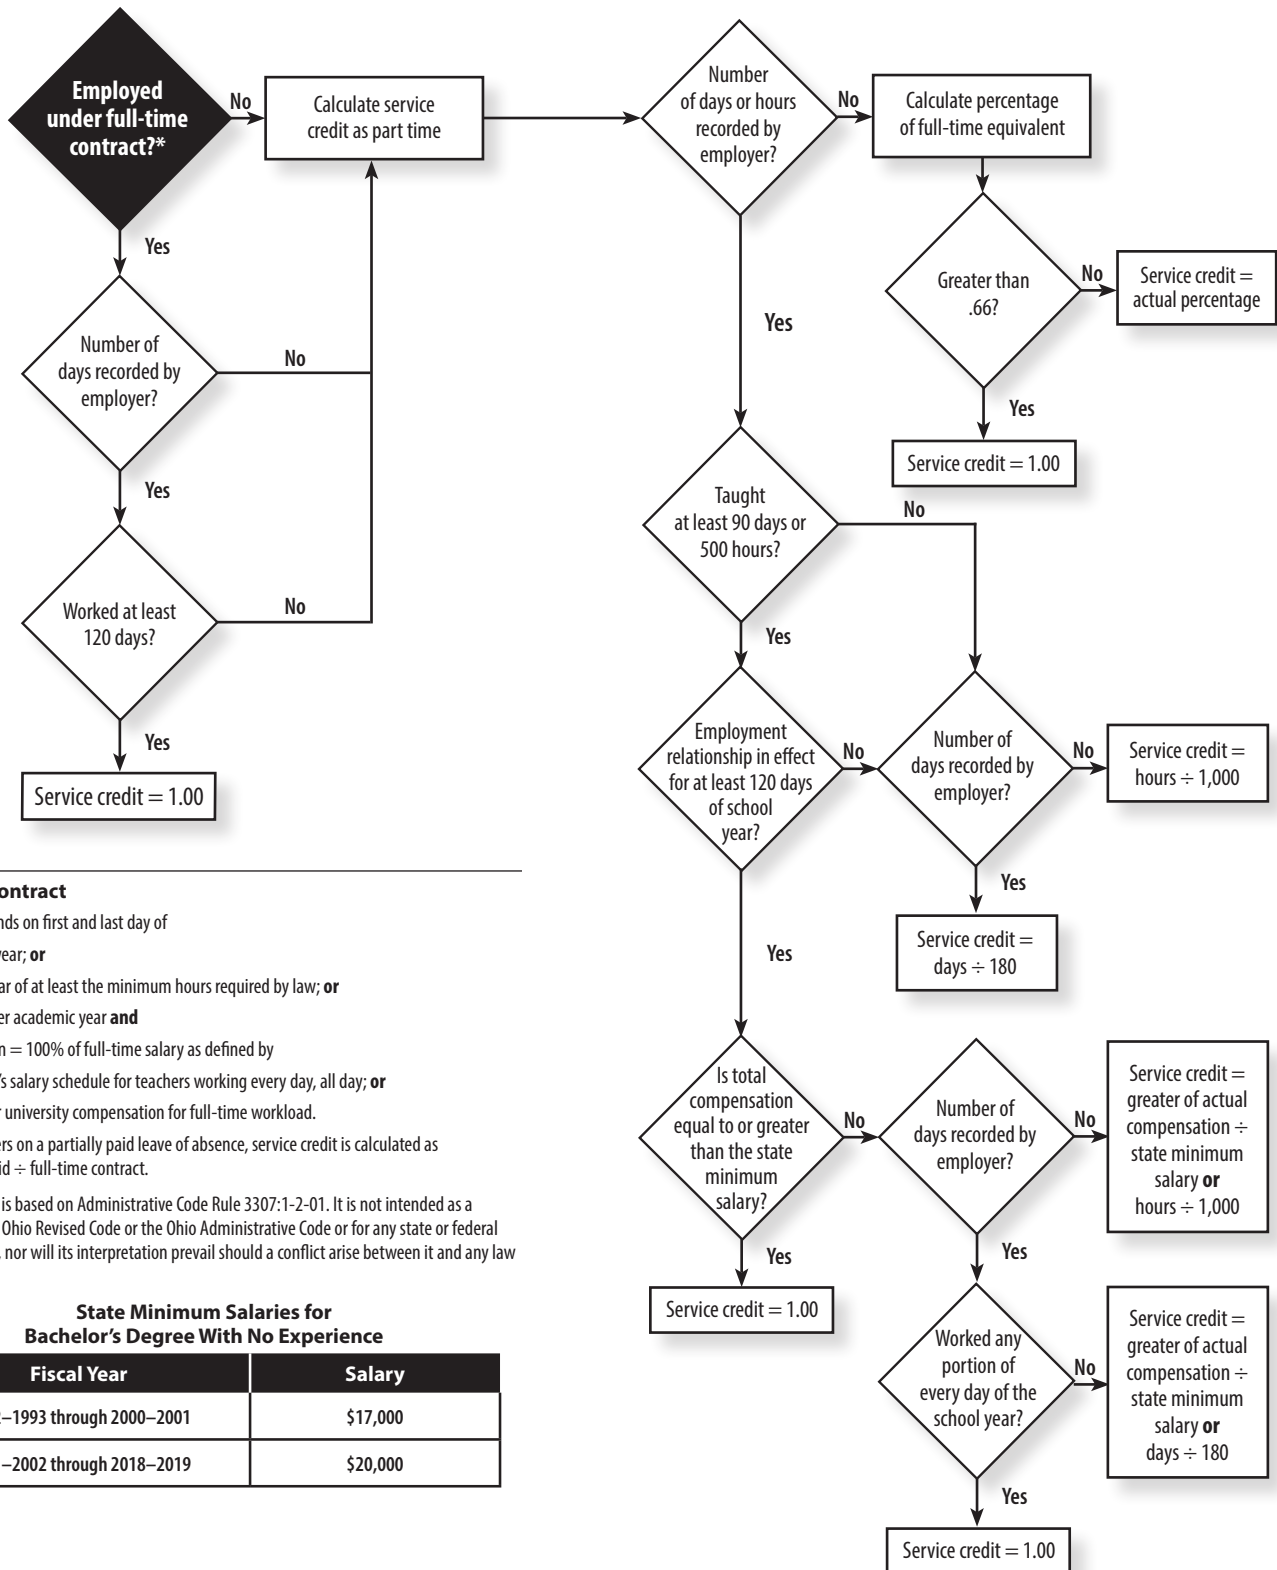 Employed
under full-time
contract?*
No
Calculate service
credit as part time
Yes
Number of
days recorded by
employer?
No
Yes
Worked at least
120 days?
No
Yes
Service credit = 1.00
Number
of days or hours
recorded by
employer?
No
Calculate percentage
of full-time equivalent
Greater than
.66?
No
Service credit =
actual percentage
Yes
Service credit = 1.00
Yes
Taught
at least 90 days or
500 hours?
No
Yes
Employment
relationship in effect
for at least 120 days
of school
year?
No
Number of
days recorded by
employer?
No
Service credit =
hours ÷ 1,000
Yes
Service credit =
days ÷ 180
Yes
Is total
compensation
equal to or greater
than the state
minimum
salary?
No
Number of
days recorded by
employer?
No
Service credit =
greater of actual
compensation ÷
state minimum
salary or
hours ÷ 1,000
Yes
Service credit = 1.00
Yes
Worked any
portion of
every day of the
school year?
No
Service credit =
greater of actual
compensation ÷
state minimum
salary or
days ÷ 180
Yes
Service credit = 1.00
ontract
nds on first and last day of
ear; or
ar of at least the minimum hours required by law; or
er academic year and
n = 100% of full-time salary as defined by
's salary schedule for teachers working every day, all day; or
r university compensation for full-time workload.
ers on a partially paid leave of absence, service credit is calculated as
id ÷ full-time contract.
is based on Administrative Code Rule 3307:1-2-01. It is not intended as a
Ohio Revised Code or the Ohio Administrative Code or for any state or federal
, nor will its interpretation prevail should a conflict arise between it and any law
State Minimum Salaries for
Bachelor's Degree With No Experience
Fiscal Year Salary
–1993 through 2000–2001 $17,000
–2002 through 2018–2019 $20,000